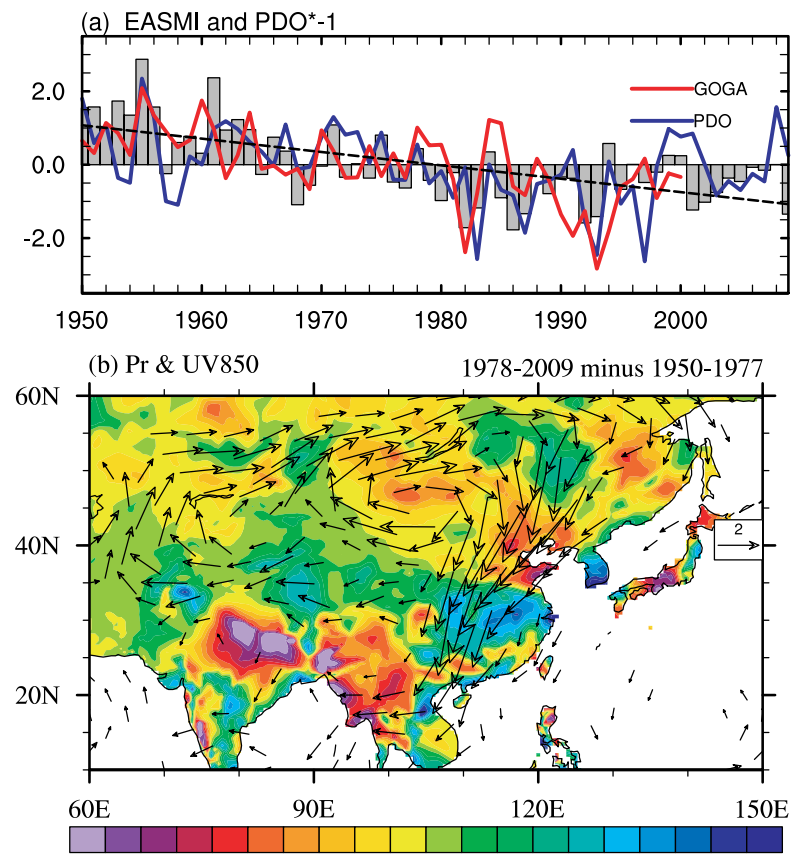 (a) EASMI and PDO*-1
2.0
GOGA
PDO
0.0
-2.0
1950 1960 1970 1980 1990 2000
(b) Pr & UV850 1978-2009 minus 1950-1977
60N
2
40N
20N
60E 90E 120E 150E